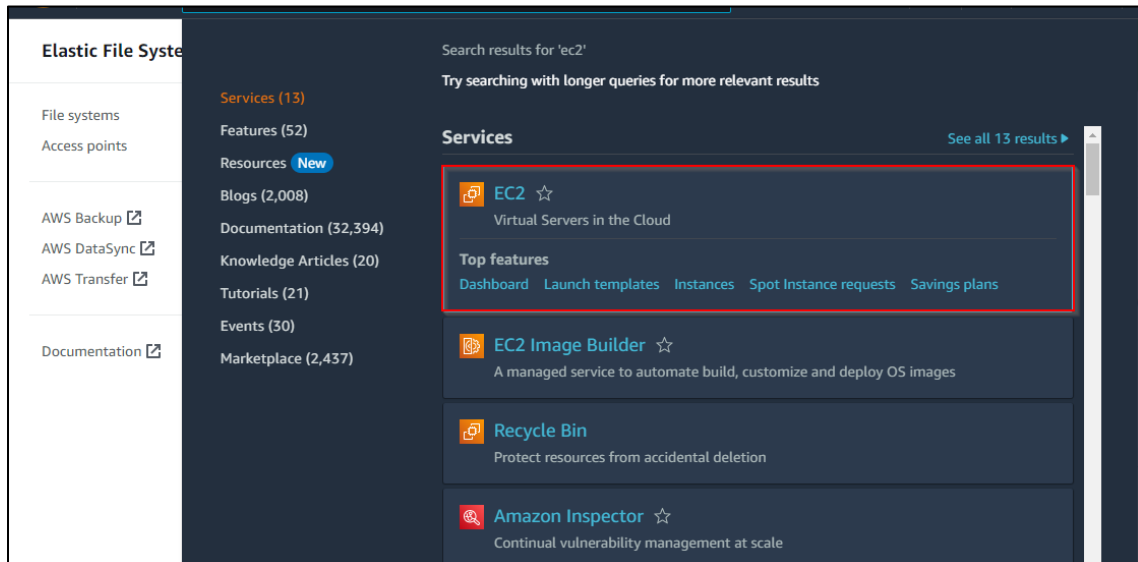 Elastic File Syste
File systems
Access points
AWS Backup
AWS DataSync
AWS Transfer
Documentation
Services (13)
Features (52)
Resources New
Blogs (2,008)
Documentation (32,394)
Knowledge Articles (20)
Tutorials (21)
Events (30)
Marketplace (2,437)
Search results for 'ec2'
Try searching with longer queries for more relevant results
Services
See all 13 results
EC2
Virtual Servers in the Cloud
Top features
Dashboard Launch templates Instances Spot Instance requests Savings plans
EC2 Image Builder
A managed service to automate build, customize and deploy OS images
Recycle Bin
Protect resources from accidental deletion
Amazon Inspector
Continual vulnerability management at scale